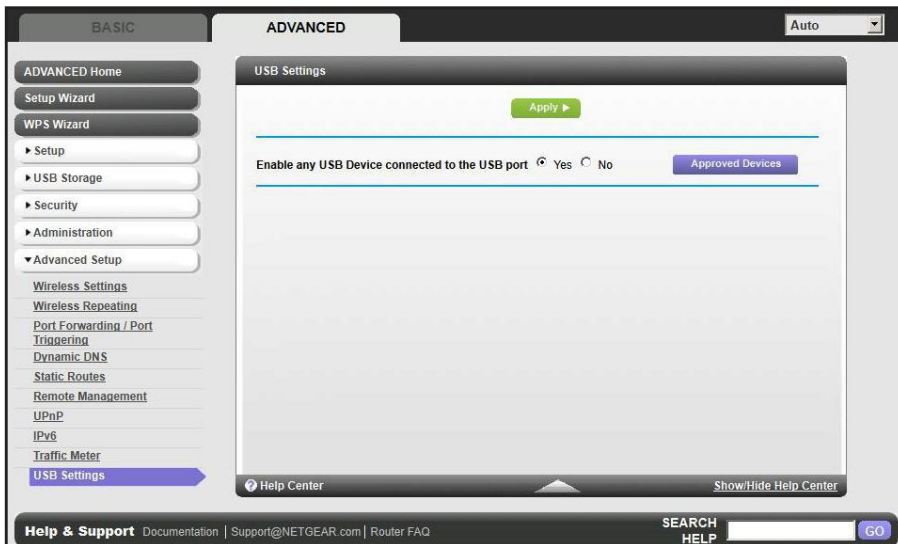 BASIC
ADVANCED
Auto
ADVANCED Home
Setup Wizard
WPS Wizard
Setup
USB Storage
Security
Administration
Advanced Setup
Wireless Settings
Wireless Repeating
Port Forwarding / Port
Triggering
Dynamic DNS
Static Routes
Remote Management
UPnP
IPv6
Traffic Meter
USB Settings
USB Settings
Apply
Enable any USB Device connected to the USB port Yes No
Approved Devices
Help Center
Show/Hide Help Center
Help & Support Documentation | Support@NETGEAR.com | Router FAQ
SEARCH
HELP
GO